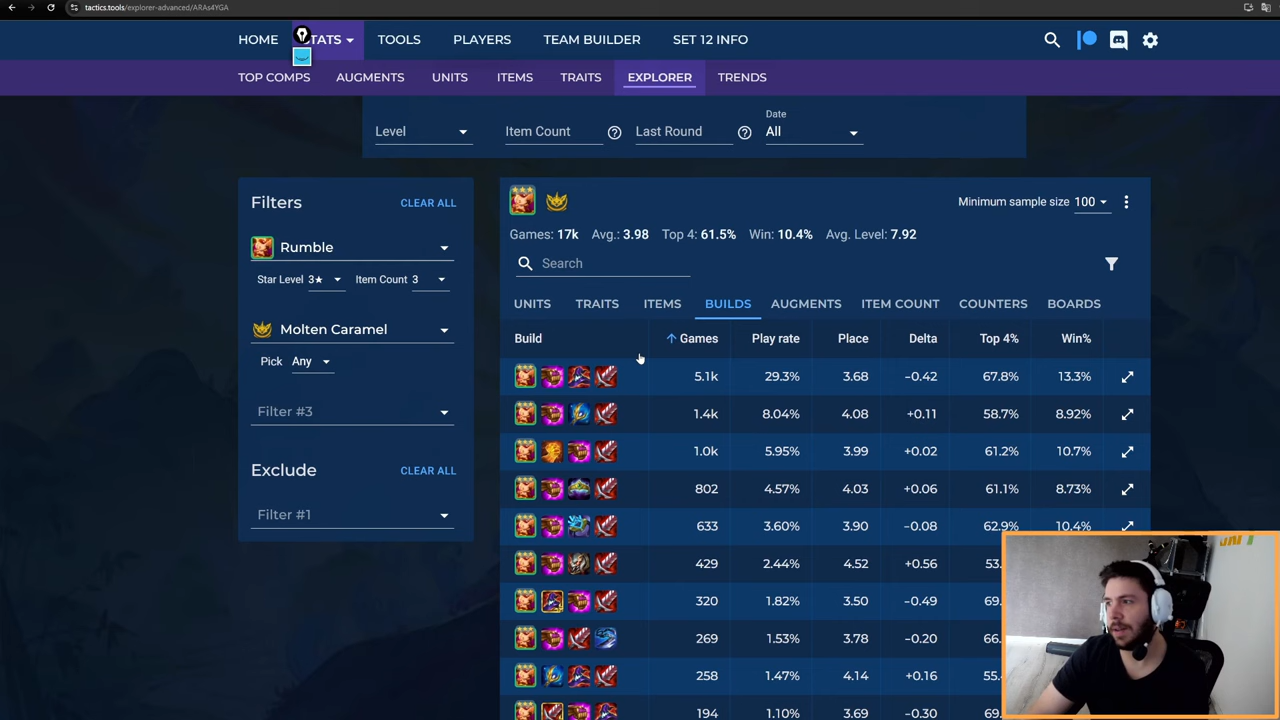 tactics.tools/explorer-advanced/ARAs4YGA
HOME TATS TOOLS PLAYERS TEAM BUILDER SET 12 INFO
TOP COMPS AUGMENTS UNITS ITEMS TRAITS EXPLORER TRENDS
Date
Level Item Count Last Round All
Filters CLEAR ALL
Rumble
Star Level 3★ Item Count 3
Molten Caramel
Pick Any
Filter #3
Exclude CLEAR ALL
Filter #1
Minimum sample size 100
Games: 17k Avg.: 3.98 Top 4: 61.5% Win: 10.4% Avg. Level: 7.92
Search
UNITS TRAITS ITEMS BUILDS AUGMENTS ITEM COUNT COUNTERS BOARDS
Build Games Play rate Place Delta Top 4% Win%
5.1k 29.3% 3.68 −0.42 67.8% 13.3%
1.4k 8.04% 4.08 +0.11 58.7% 8.92%
1.0k 5.95% 3.99 +0.02 61.2% 10.7%
802 4.57% 4.03 +0.06 61.1% 8.73%
633 3.60% 3.90 −0.08 62.9% 10.4%
429 2.44% 4.52 +0.56 53.
320 1.82% 3.50 −0.49 69.
269 1.53% 3.78 −0.20 66.
258 1.47% 4.14 +0.16 55.
194 1.10% 3.69 −0.30 69.